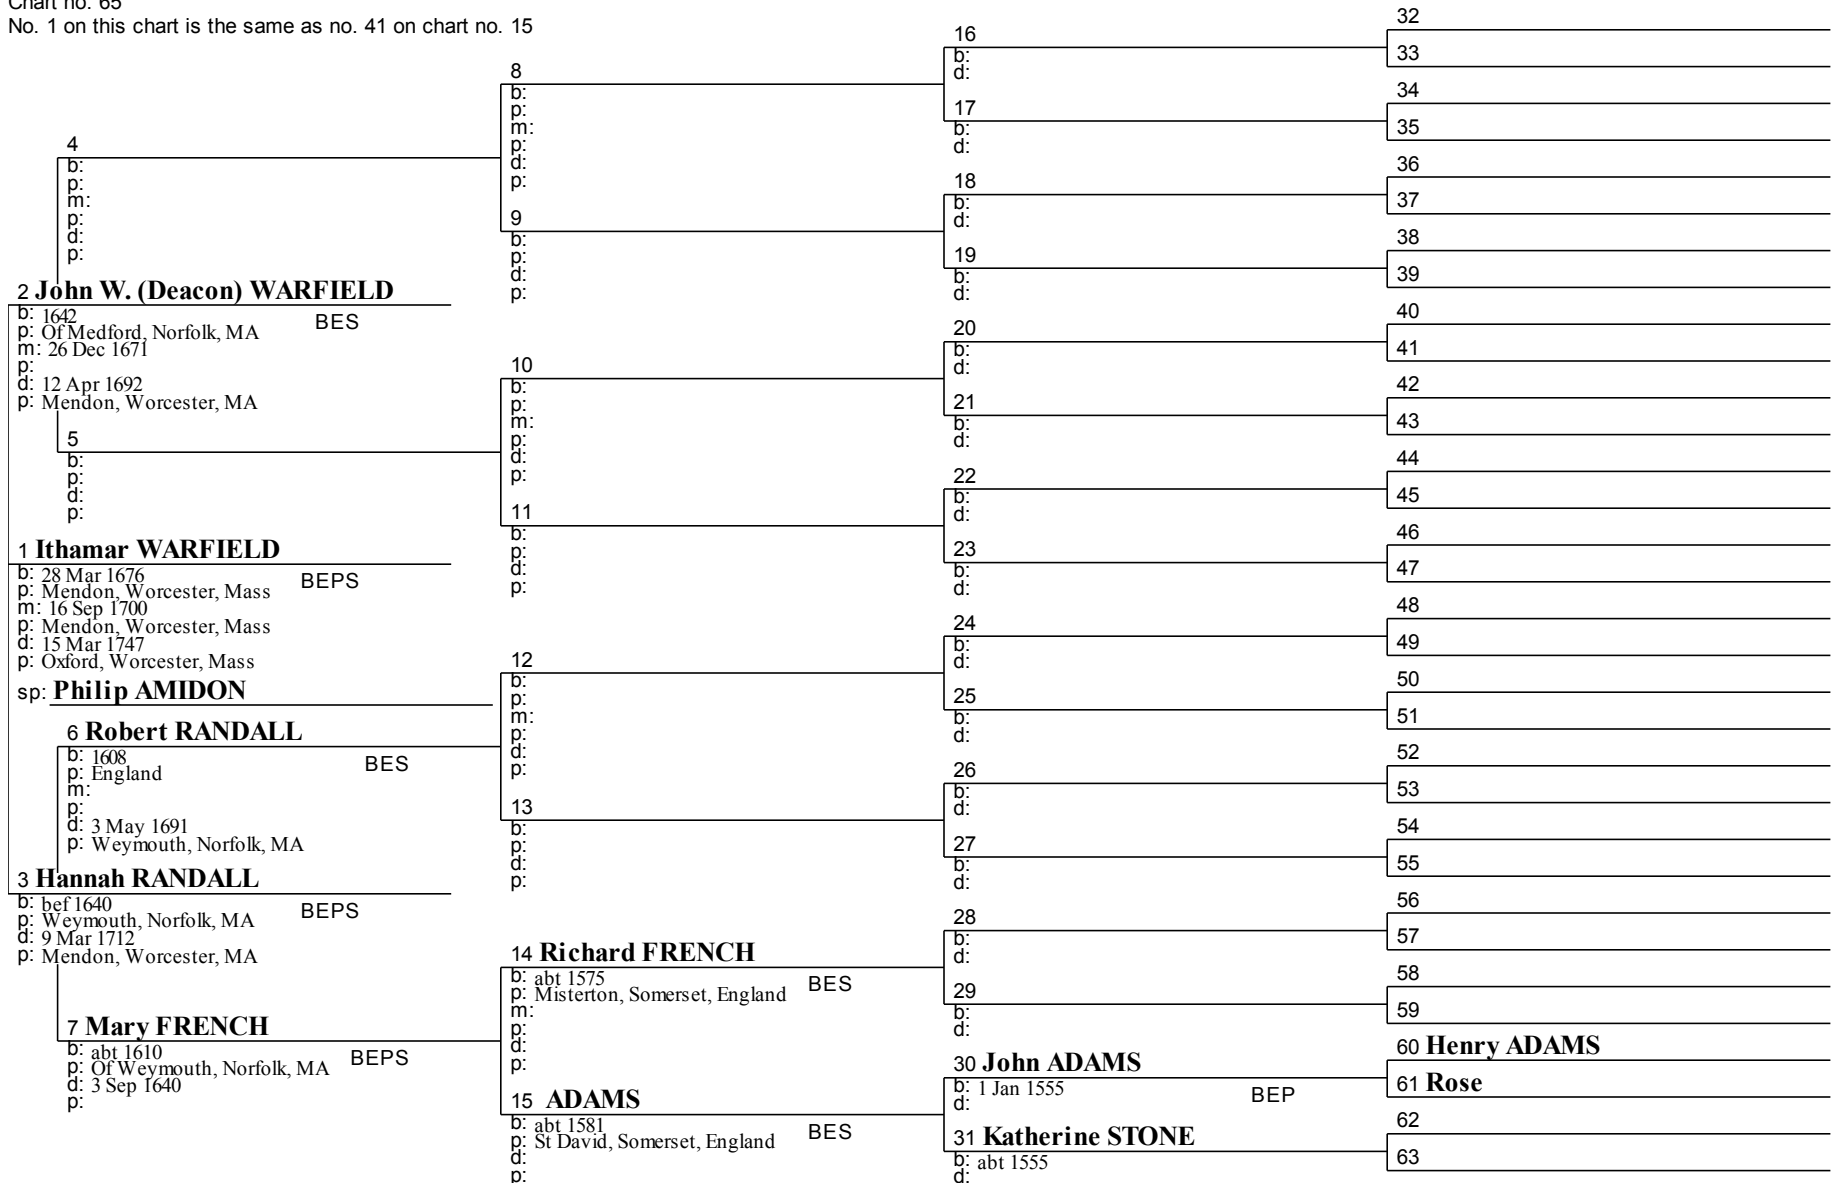 Chart no. 65
No. 1 on this chart is the same as no. 41 on chart no. 15
4
b:
p:
m:
p:
d:
p:
2 John W. (Deacon) WARFIELD
b: 1642
BES
p: Of Medford, Norfolk, MA
m: 26 Dec 1671
p:
d: 12 Apr 1692
p: Mendon, Worcester, MA
5
b:
p:
d:
p:
1 Ithamar WARFIELD
b: 28 Mar 1676
BEPS
p: Mendon, Worcester, Mass
m: 16 Sep 1700
p: Mendon, Worcester, Mass
d: 15 Mar 1747
p: Oxford, Worcester, Mass
sp: Philip AMIDON
6 Robert RANDALL
b: 1608
BES
p: England
m:
p:
d: 3 May 1691
p: Weymouth, Norfolk, MA
3 Hannah RANDALL
b: bef 1640
BEPS
p: Weymouth, Norfolk, MA
d: 9 Mar 1712
p: Mendon, Worcester, MA
7 Mary FRENCH
b: abt 1610
BEPS
p: Of Weymouth, Norfolk, MA
d: 3 Sep 1640
p:
8
b:
p:
m:
p:
d:
p:
9
b:
p:
d:
p:
10
b:
p:
m:
p:
d:
p:
11
b:
p:
d:
p:
12
b:
p:
m:
p:
d:
p:
13
b:
p:
d:
p:
14 Richard FRENCH
b: abt 1575
BES
p: Misterton, Somerset, England
m:
p:
d:
p:
15 ADAMS
b: abt 1581
BES
p: St David, Somerset, England
d:
p:
16
b:
d:
17
b:
d:
18
b:
d:
19
b:
d:
20
b:
d:
21
b:
d:
22
b:
d:
23
b:
d:
24
b:
d:
25
b:
d:
26
b:
d:
27
b:
d:
28
b:
d:
29
b:
d:
30 John ADAMS
b: 1 Jan 1555
BEP
d:
31 Katherine STONE
b: abt 1555
d:
32
33
34
35
36
37
38
39
40
41
42
43
44
45
46
47
48
49
50
51
52
53
54
55
56
57
58
59
60 Henry ADAMS
61 Rose
62
63